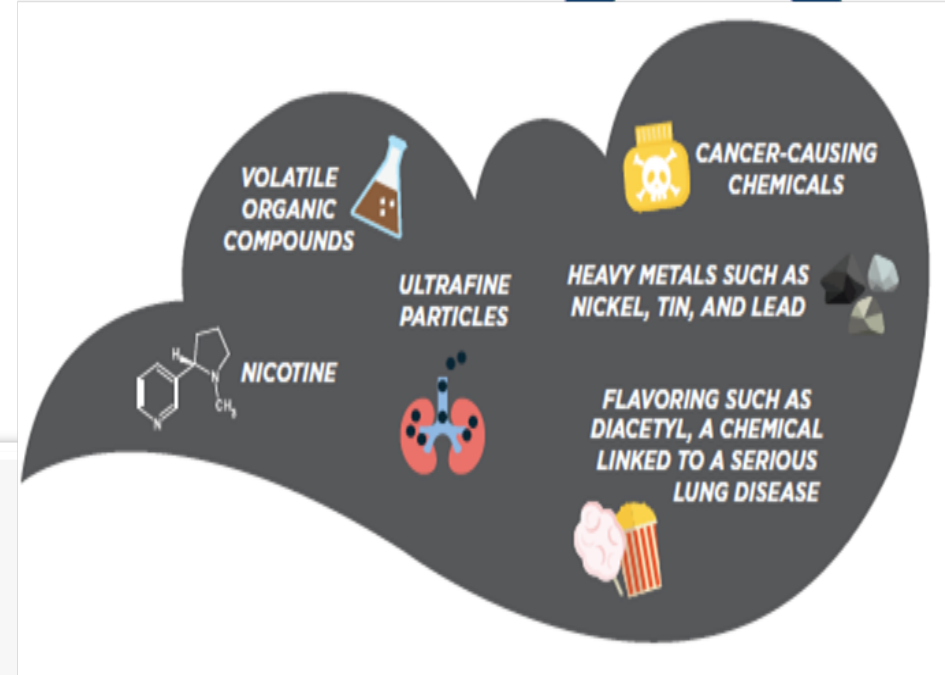 VOLATILE
ORGANIC
COMPOUNDS
CANCER-CAUSING
CHEMICALS
ULTRAFINE
PARTICLES
HEAVY METALS SUCH AS
NICKEL, TIN, AND LEAD
H
N
CH₃
N
NICOTINE
FLAVORING SUCH AS
DIACETYL, A CHEMICAL
LINKED TO A SERIOUS
LUNG DISEASE